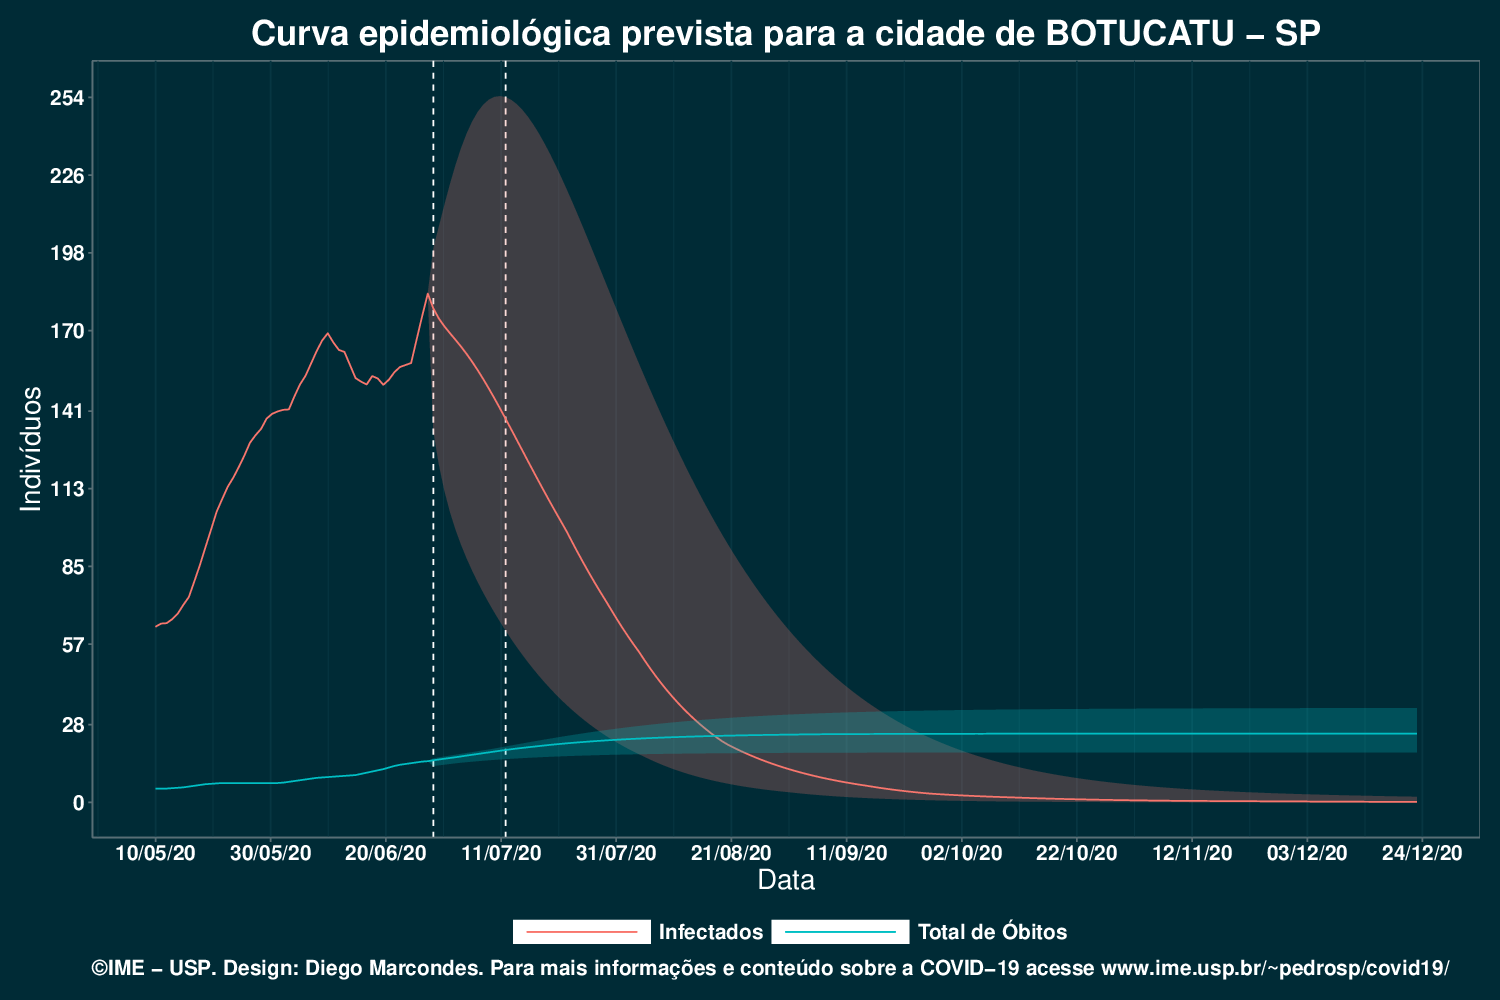 Curva epidemiológica prevista para a cidade de BOTUCATU – SP
Indivíduos
254
226
198
170
141
113
85
57
28
0
10/05/20 30/05/20 20/06/20 11/07/20 31/07/20 21/08/20 11/09/20 02/10/20 22/10/20 12/11/20 03/12/20 24/12/20
Data
Infectados Total de Óbitos
©IME – USP. Design: Diego Marcondes. Para mais informações e conteúdo sobre a COVID–19 acesse www.ime.usp.br/~pedrosp/covid19/